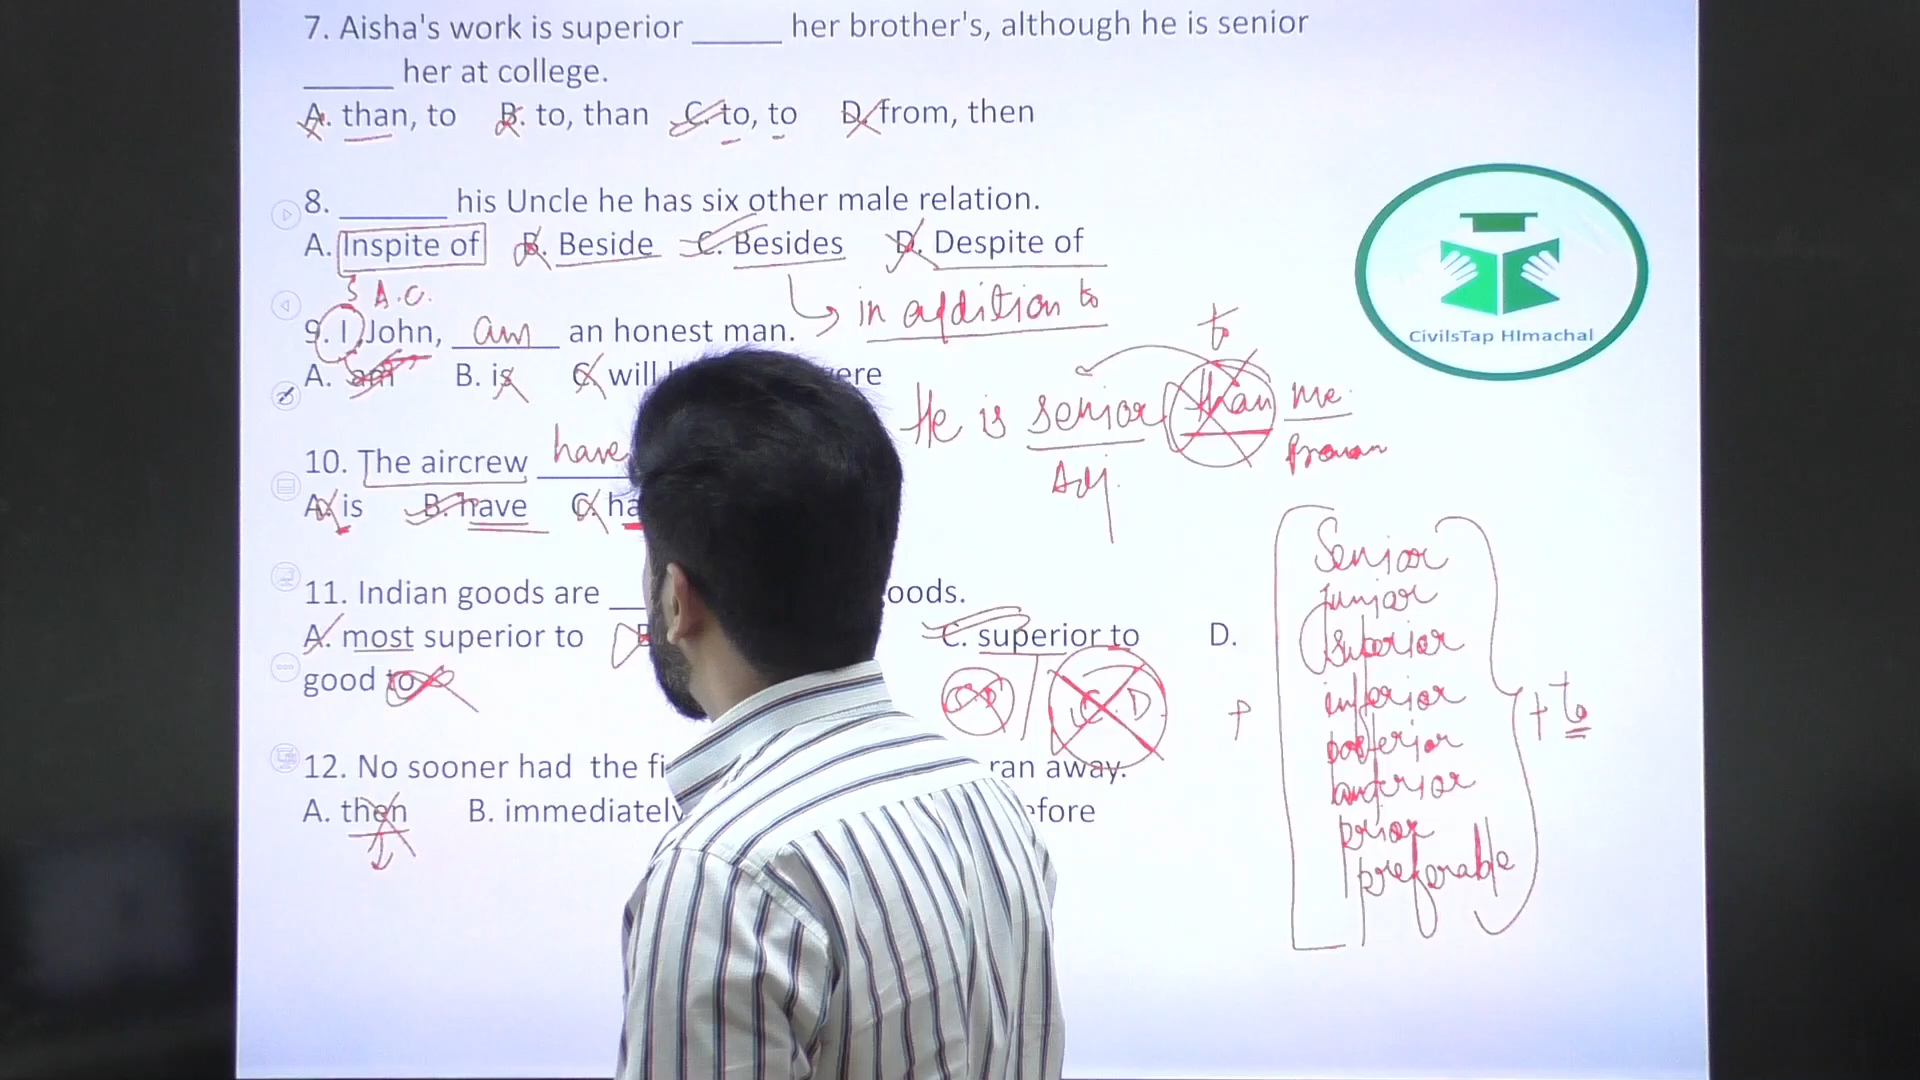 7. Aisha's work is superior _____ her brother's, although he is senior
_____ her at college.
A. than, to B. to, than C. to, to D. from, then
8. ______ his Uncle he has six other male relation.
A. Inspite of B. Beside C. Besides D. Despite of
A.C.
in addition to
9. I, John, am an honest man.
A. am B. is C. will ere
to
He is senior than me
Adj.
10. The aircrew have
A. is B. have C. ha
Senior
junior
superior
inferior
posterior
prior
preferable
+ to
11. Indian goods are __ oods.
A. most superior to C. superior to D.
good to
C.D
12. No sooner had the fi ran away.
A. then B. immediately efore
CivilsTap HImachal